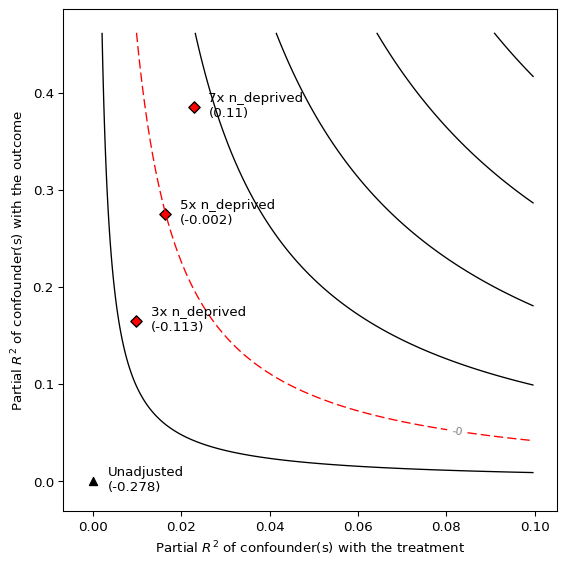 0.4
0.3
0.2
0.1
0.0
Partial R² of confounder(s) with the outcome
7x n_deprived
(0.11)
5x n_deprived
(-0.002)
3x n_deprived
(-0.113)
-0
Unadjusted
(-0.278)
0.00 0.02 0.04 0.06 0.08 0.10
Partial R² of confounder(s) with the treatment